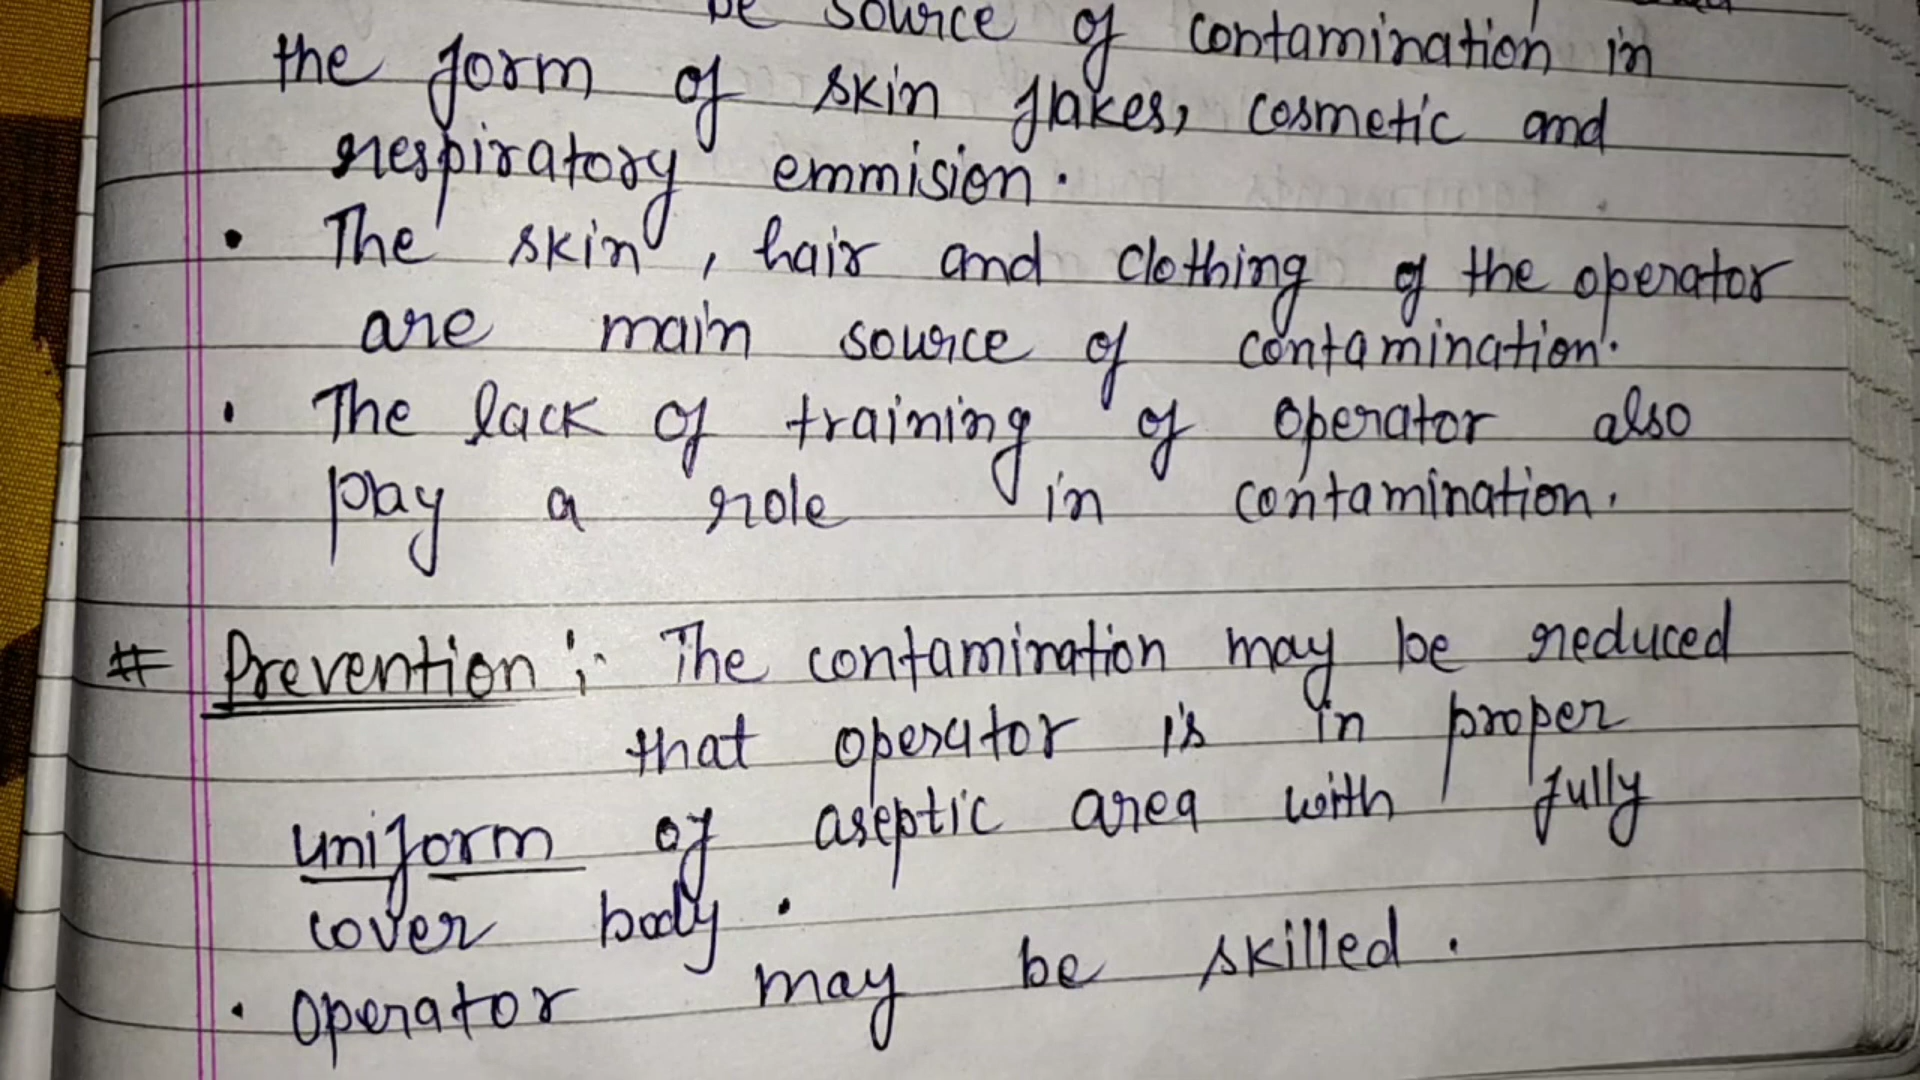 be source of contamination in
the form of skin flakes, cosmetic and
respiratory emmision.
• The skin, hair and clothing of the operator
are main source of contamination.
• The lack of training of operator also
play a role in contamination.
# Prevention :- The contamination may be reduced
that operator is in proper
uniform of aseptic area with fully
cover body.
• Operator may be skilled.